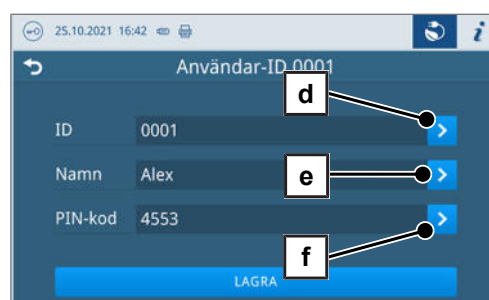 25.10.2021 16:42
Användar-ID 0001
d
ID 0001
Namn Alex
e
PIN-kod 4553
f
LAGRA